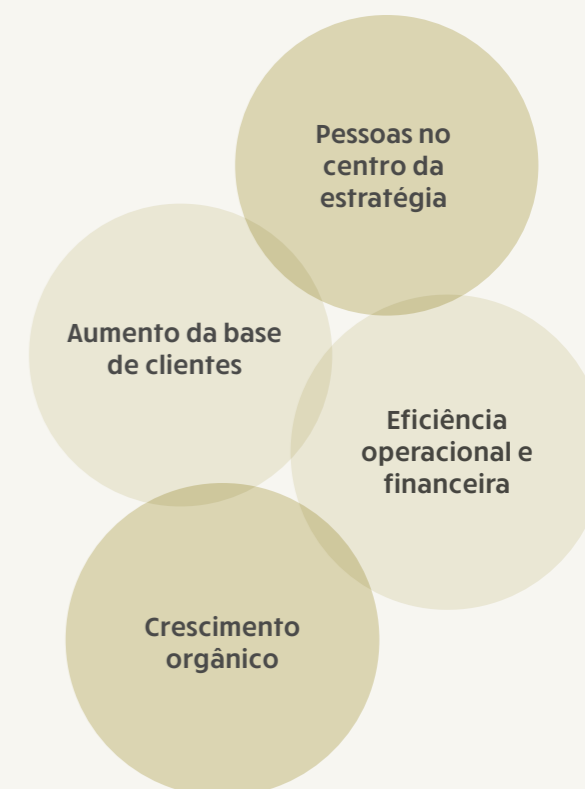 Pessoas no
centro da
estratégia
Aumento da base
de clientes
Eficiência
operacional e
financeira
Crescimento
orgânico